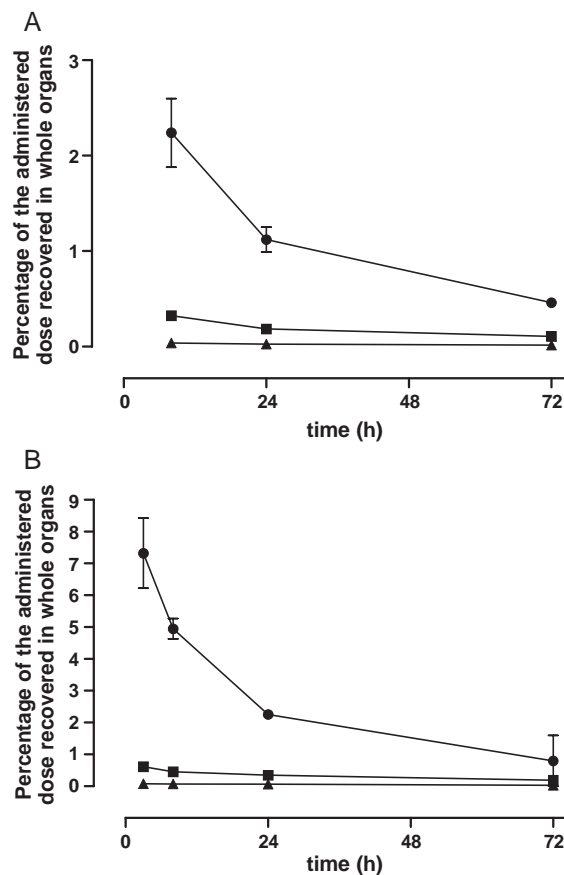 A
Percentage of the administered
dose recovered in whole organs
3
2
1
0
0 24 48 72
time (h)
B
Percentage of the administered
dose recovered in whole organs
9
8
7
6
5
4
3
2
1
0
0 24 48 72
time (h)